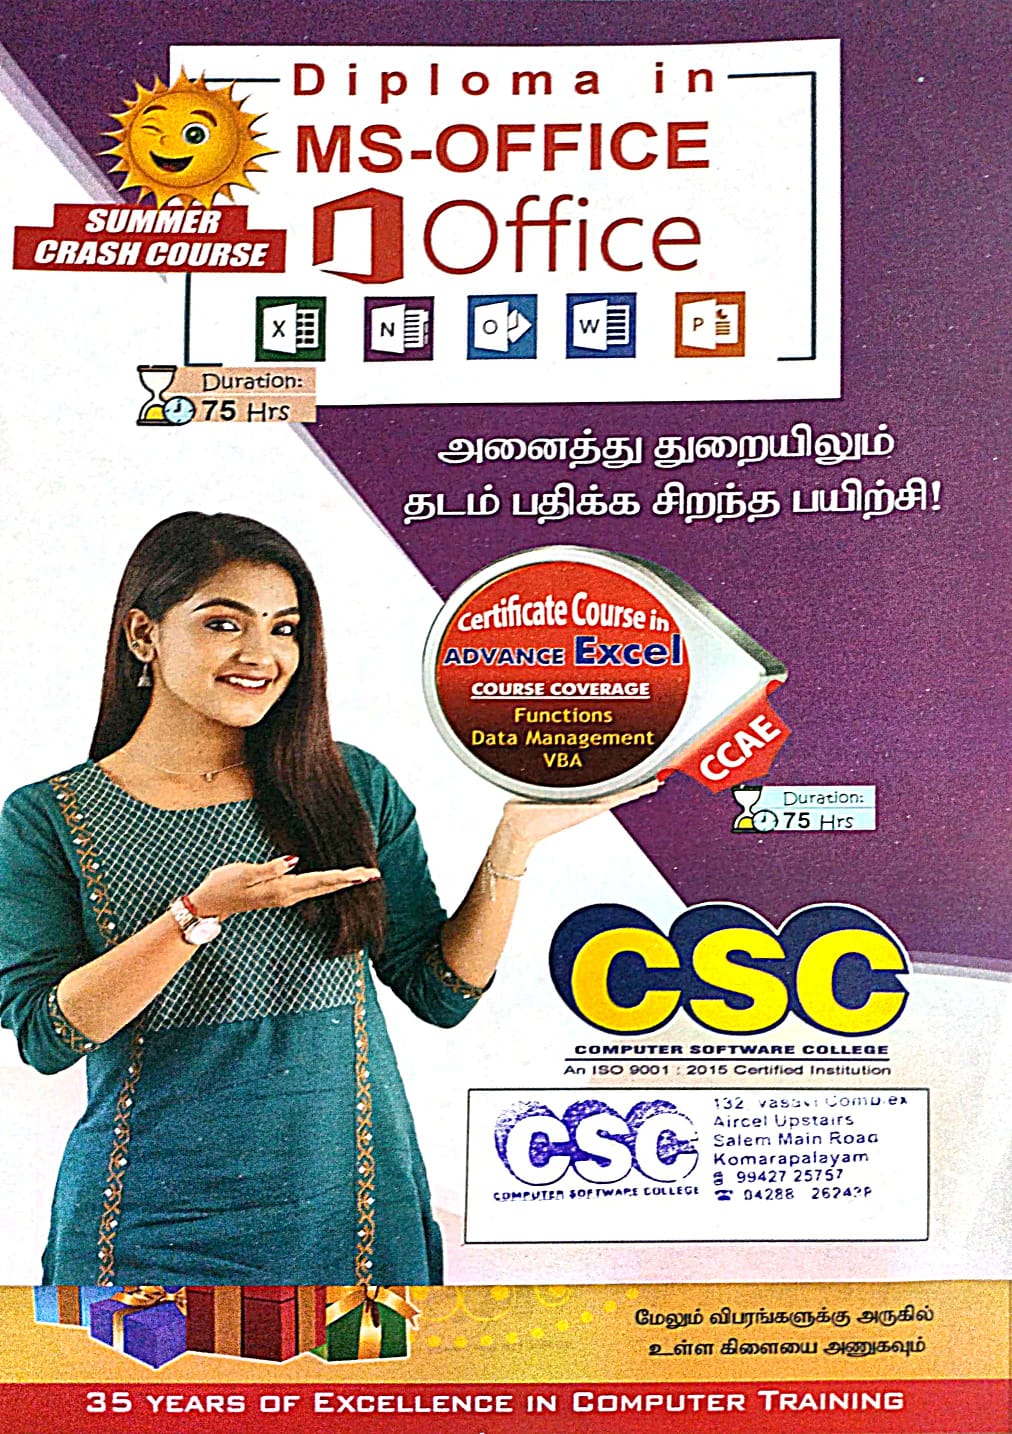 Diploma in
MS-OFFICE
Office
SUMMER
CRASH COURSE
X N O W P
Duration:
75 Hrs
அனைத்து துறையிலும்
தடம் பதிக்க சிறந்த பயிற்சி!
Certificate Course in
ADVANCE Excel
COURSE COVERAGE
Functions
Data Management
VBA
CCAE
Duration:
75 Hrs
CSC
COMPUTER SOFTWARE COLLEGE
An ISO 9001 : 2015 Certified Institution
CSC
COMPUTER SOFTWARE COLLEGE
132, Vasavi Complex
Aircel Upstairs
Salem Main Road
Komarapalayam
99427 25757
04288
மேலும் விபரங்களுக்கு அருகில்
உள்ள கிளையை அணுகவும்
35 YEARS OF EXCELLENCE IN COMPUTER TRAINING